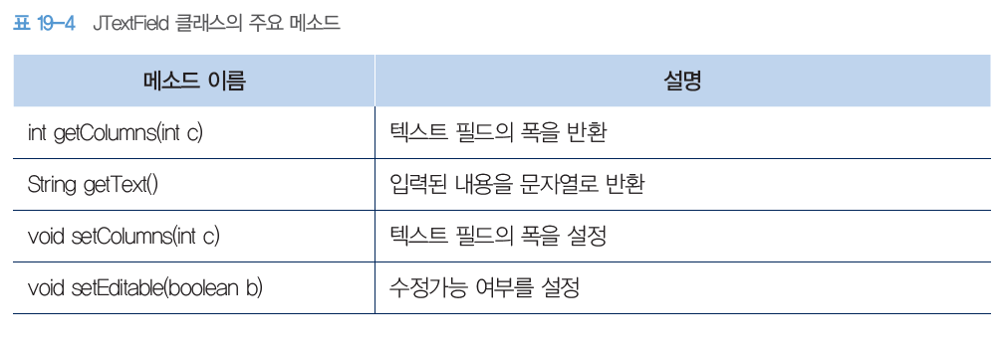 표 19-4 JTextField 클래스의 주요 메소드
메소드 이름 설명
int getColumns(int c) 텍스트 필드의 폭을 반환
String getText() 입력된 내용을 문자열로 반환
void setColumns(int c) 텍스트 필드의 폭을 설정
void setEditable(boolean b) 수정가능 여부를 설정